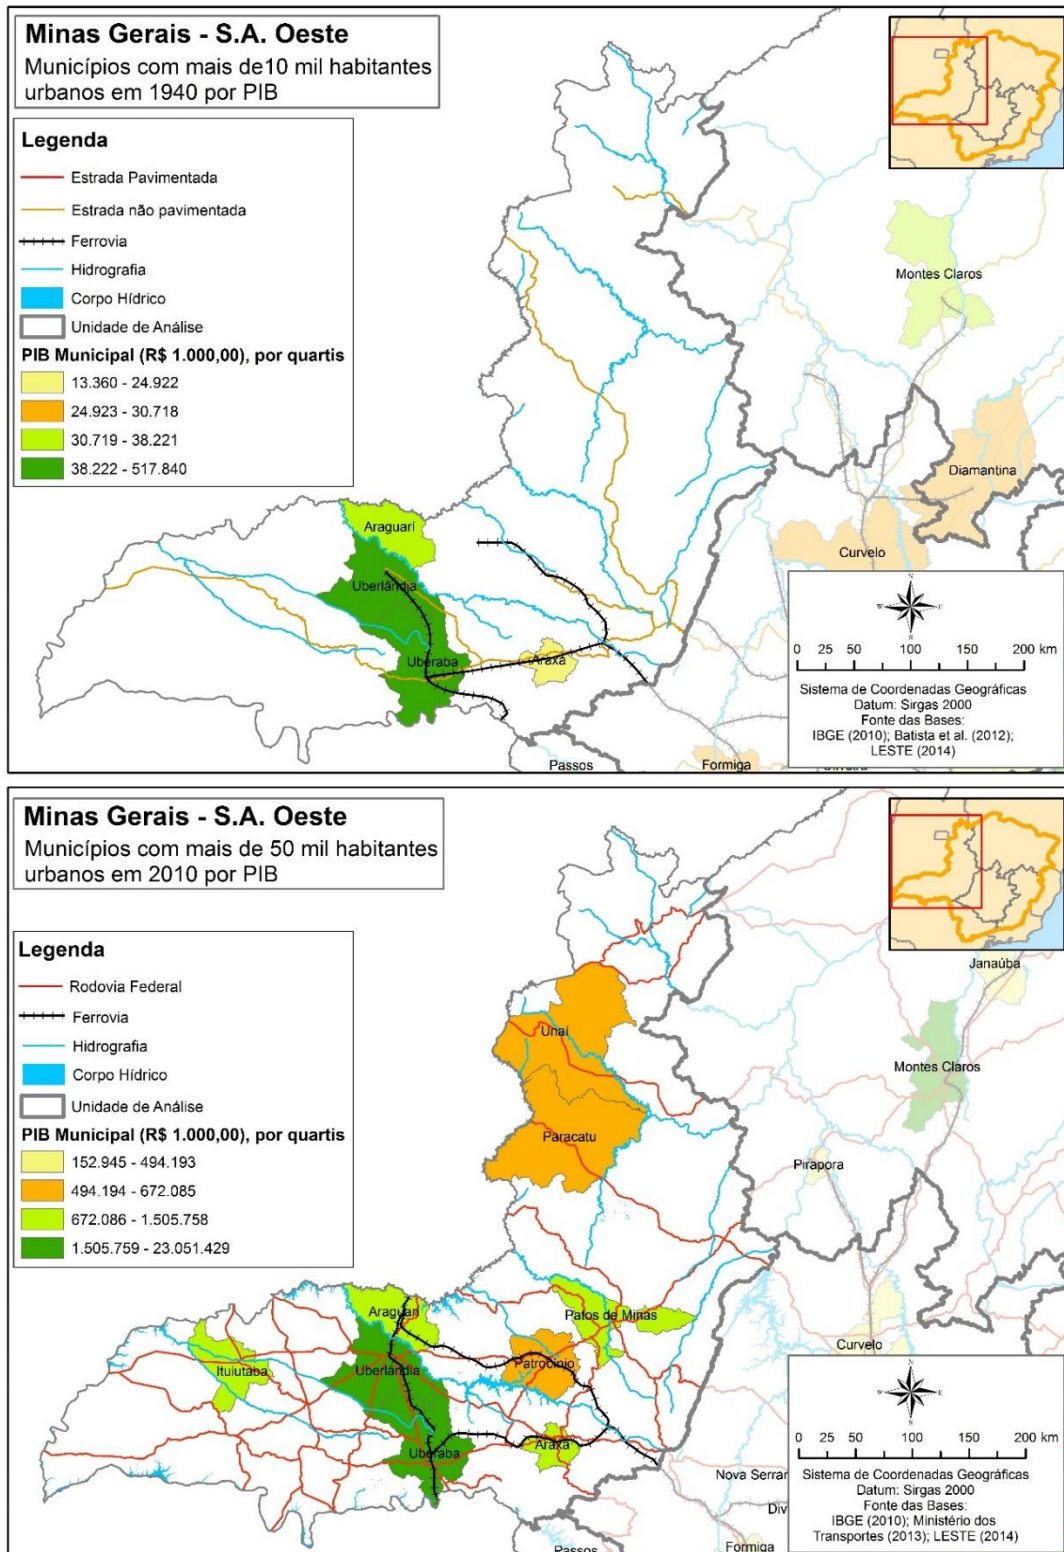 Minas Gerais - S.A. Oeste
Municípios com mais de10 mil habitantes
urbanos em 1940 por PIB
Legenda
Estrada Pavimentada
Estrada não pavimentada
Ferrovia
Hidrografia
Corpo Hídrico
Unidade de Análise
PIB Municipal (R$ 1.000,00), por quartis
13.360 - 24.922
24.923 - 30.718
30.719 - 38.221
38.222 - 517.840
Montes Claros
Diamantina
Curvelo
Araguarí
Uberlândia
Uberaba
Araxá
Passos
Formiga
N
W
E
S
0 25 50 100 150 200 km
Sistema de Coordenadas Geográficas
Datum: Sirgas 2000
Fonte das Bases:
IBGE (2010); Batista et al. (2012);
LESTE (2014)
Minas Gerais - S.A. Oeste
Municípios com mais de 50 mil habitantes
urbanos em 2010 por PIB
Legenda
Rodovia Federal
Ferrovia
Hidrografia
Corpo Hídrico
Unidade de Análise
PIB Municipal (R$ 1.000,00), por quartis
152.945 - 494.193
494.194 - 672.085
672.086 - 1.505.758
1.505.759 - 23.051.429
Janaúba
Unaí
Montes Claros
Paracatu
Pirapora
Araguari
Patos de Minas
Curvelo
Ituiutaba
Uberlândia
Patrocínio
Uberaba
Araxá
Nova Serran
Div
Passos
Formiga
N
W
E
S
0 25 50 100 150 200 km
Sistema de Coordenadas Geográficas
Datum: Sirgas 2000
Fonte das Bases:
IBGE (2010); Ministério dos
Transportes (2013); LESTE (2014)